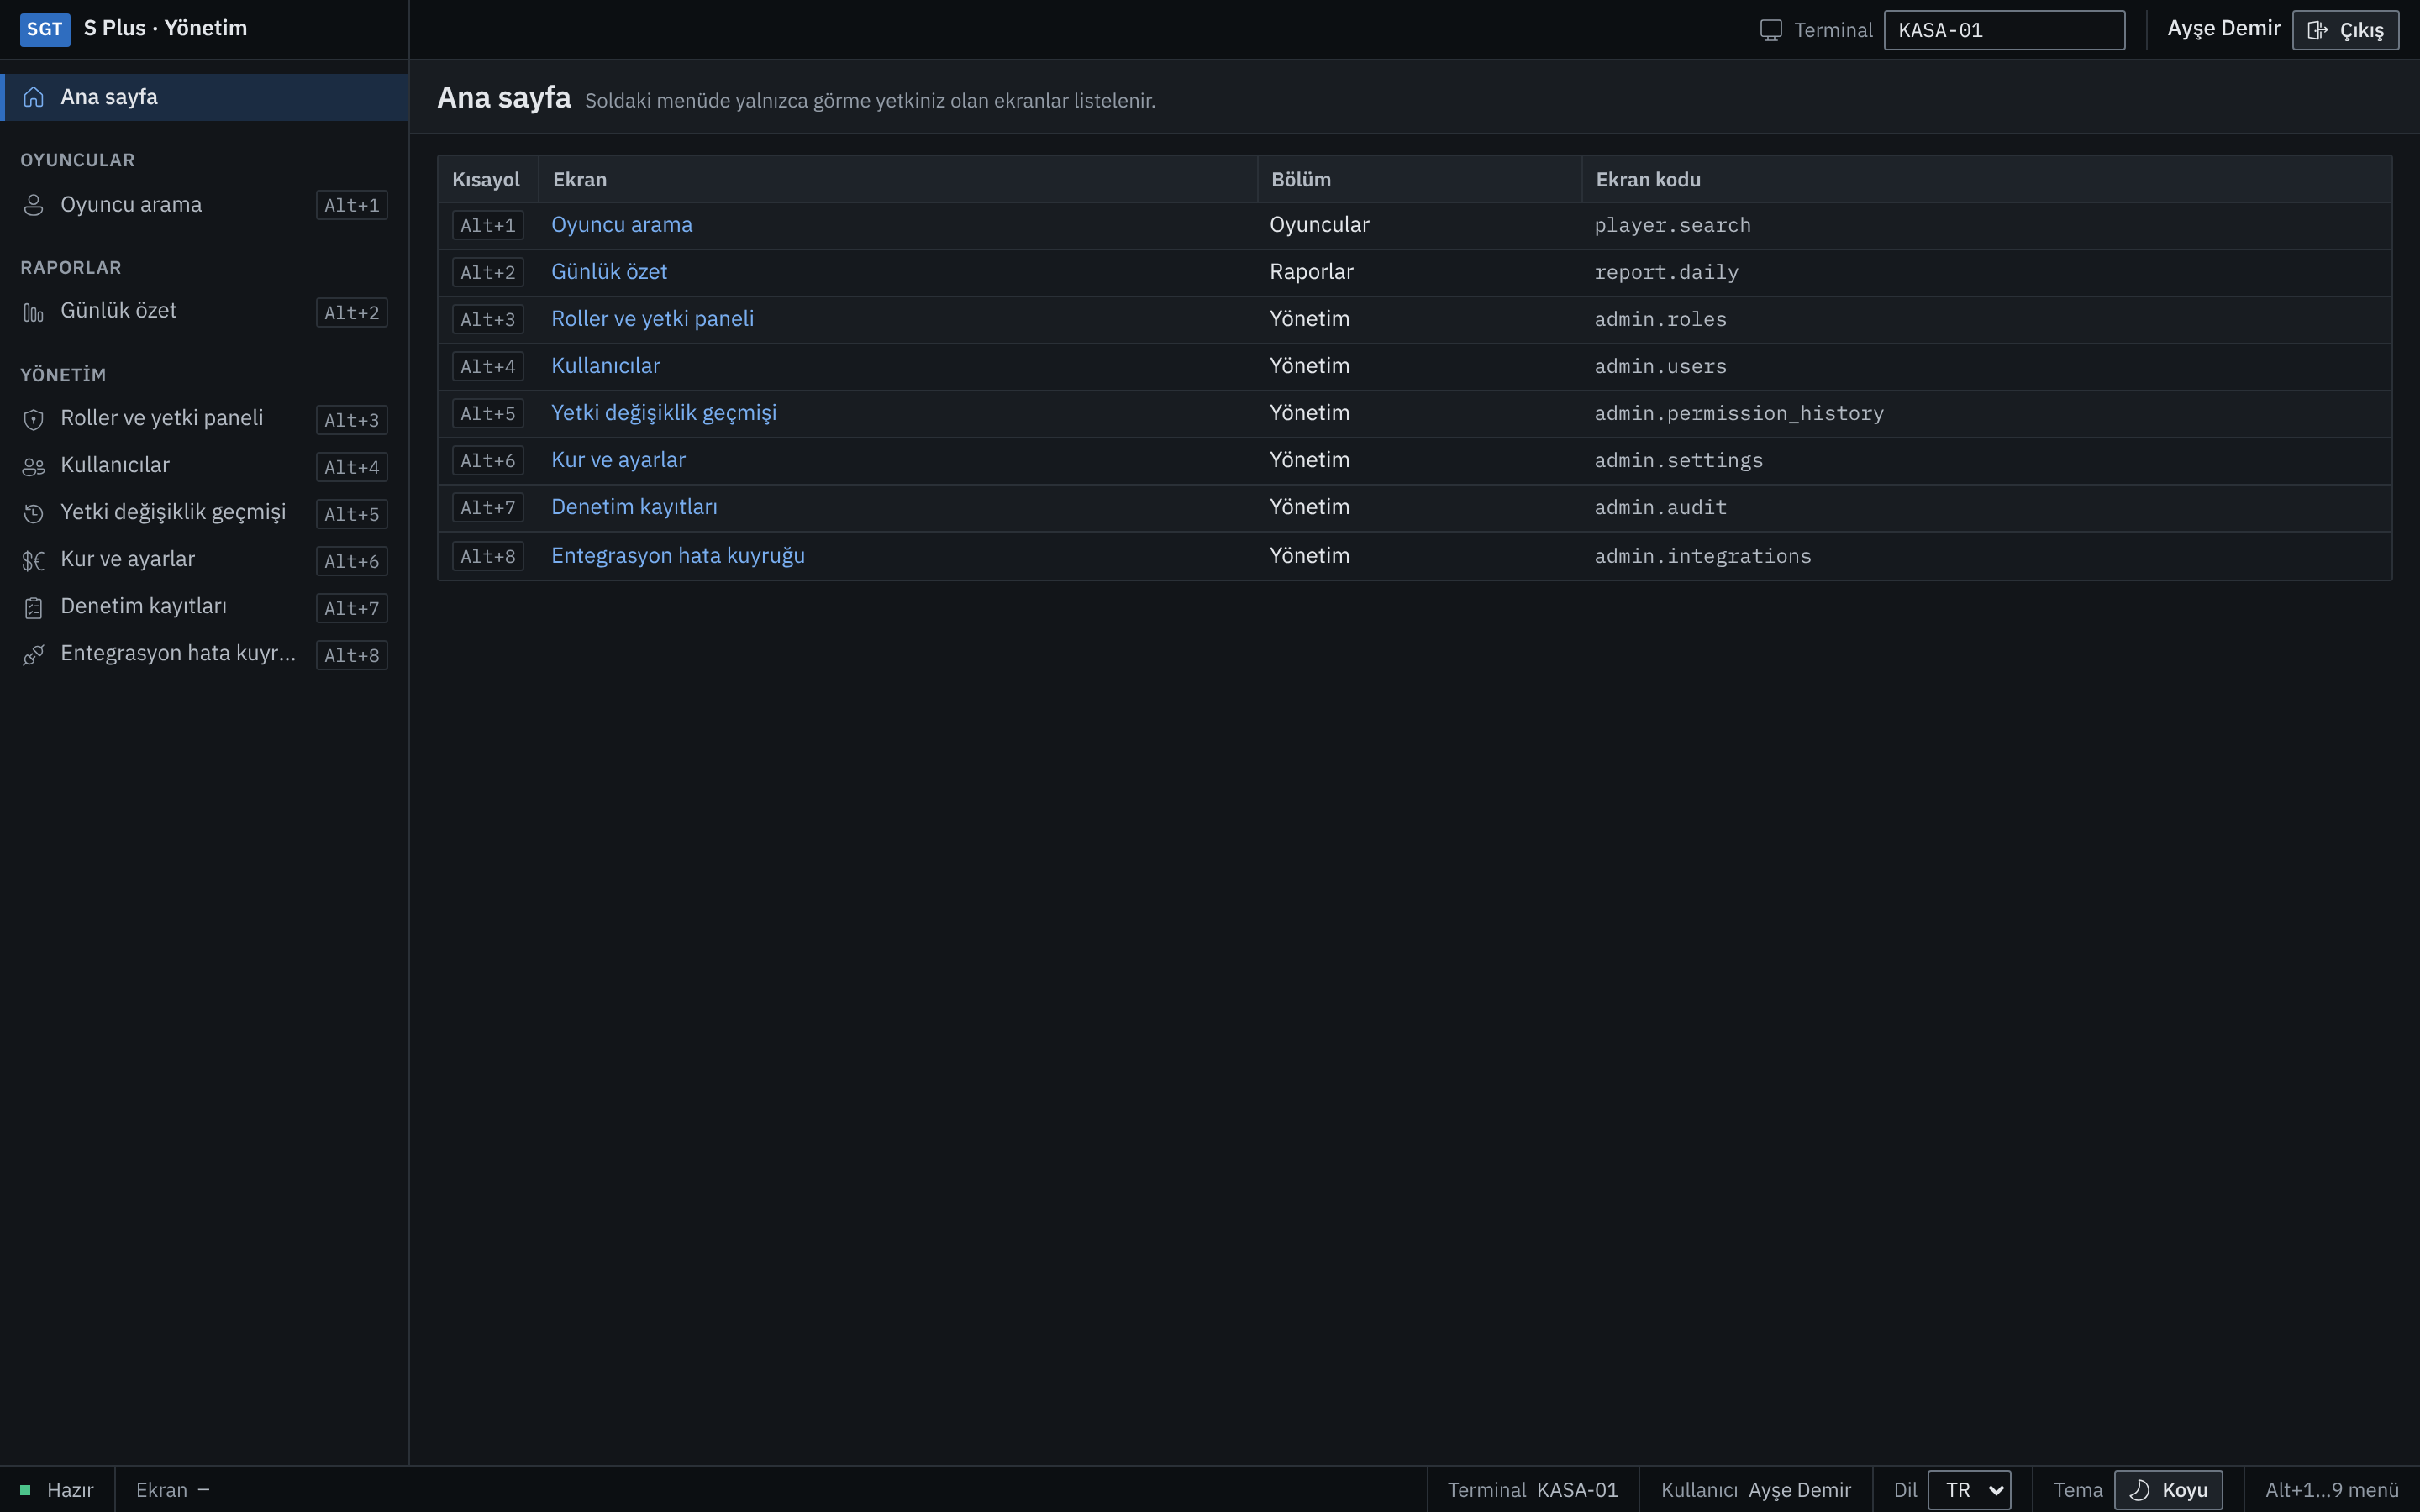 SGT S Plus · Yönetim
Terminal KASA-01 Ayşe Demir Çıkış
Ana sayfa
OYUNCULAR
Oyuncu arama Alt+1
RAPORLAR
Günlük özet Alt+2
YÖNETİM
Roller ve yetki paneli Alt+3
Kullanıcılar Alt+4
Yetki değişiklik geçmişi Alt+5
Kur ve ayarlar Alt+6
Denetim kayıtları Alt+7
Entegrasyon hata kuyr... Alt+8
Ana sayfa Soldaki menüde yalnızca görme yetkiniz olan ekranlar listelenir.
Kısayol Ekran Bölüm Ekran kodu
Alt+1 Oyuncu arama Oyuncular player.search
Alt+2 Günlük özet Raporlar report.daily
Alt+3 Roller ve yetki paneli Yönetim admin.roles
Alt+4 Kullanıcılar Yönetim admin.users
Alt+5 Yetki değişiklik geçmişi Yönetim admin.permission_history
Alt+6 Kur ve ayarlar Yönetim admin.settings
Alt+7 Denetim kayıtları Yönetim admin.audit
Alt+8 Entegrasyon hata kuyruğu Yönetim admin.integrations
Hazır Ekran — Terminal KASA-01 Kullanıcı Ayşe Demir Dil TR Tema Koyu Alt+1...9 menü